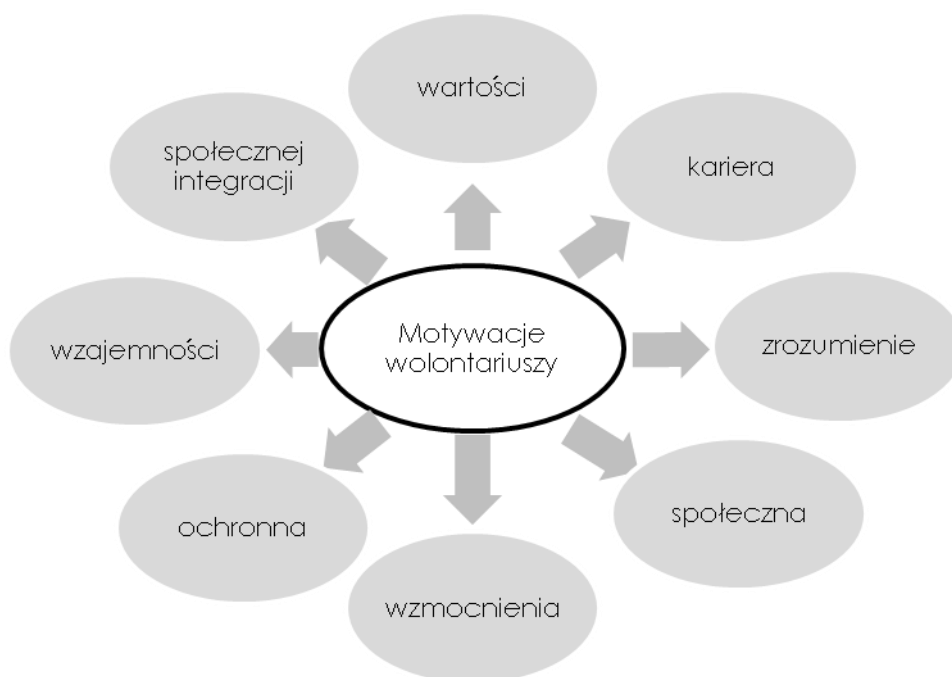 wartości
społecznej
integracji
kariera
Motywacje
wolontariuszy
wzajemności
zrozumienie
ochronna
społeczna
wzmocnienia